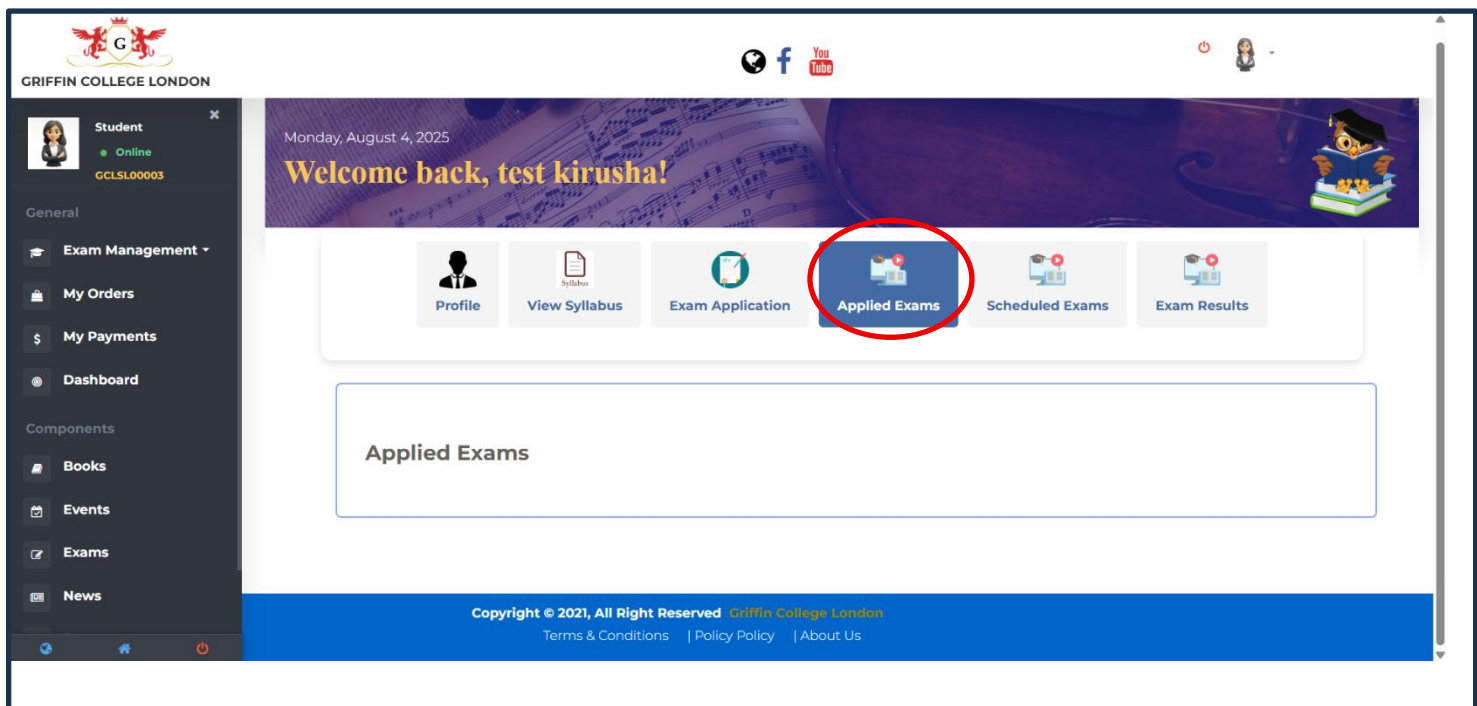 G
GRIFFIN COLLEGE LONDON
You
Tube
Student
Online
GCLSL00003
General
Exam Management
My Orders
My Payments
Dashboard
Components
Books
Events
Exams
News
Monday, August 4, 2025
Welcome back, test kirusha!
Profile
Syllabus
View Syllabus
Exam Application
Applied Exams
Scheduled Exams
Exam Results
Applied Exams
Copyright © 2021, All Right Reserved Griffin College London
Terms & Conditions | Policy Policy | About Us